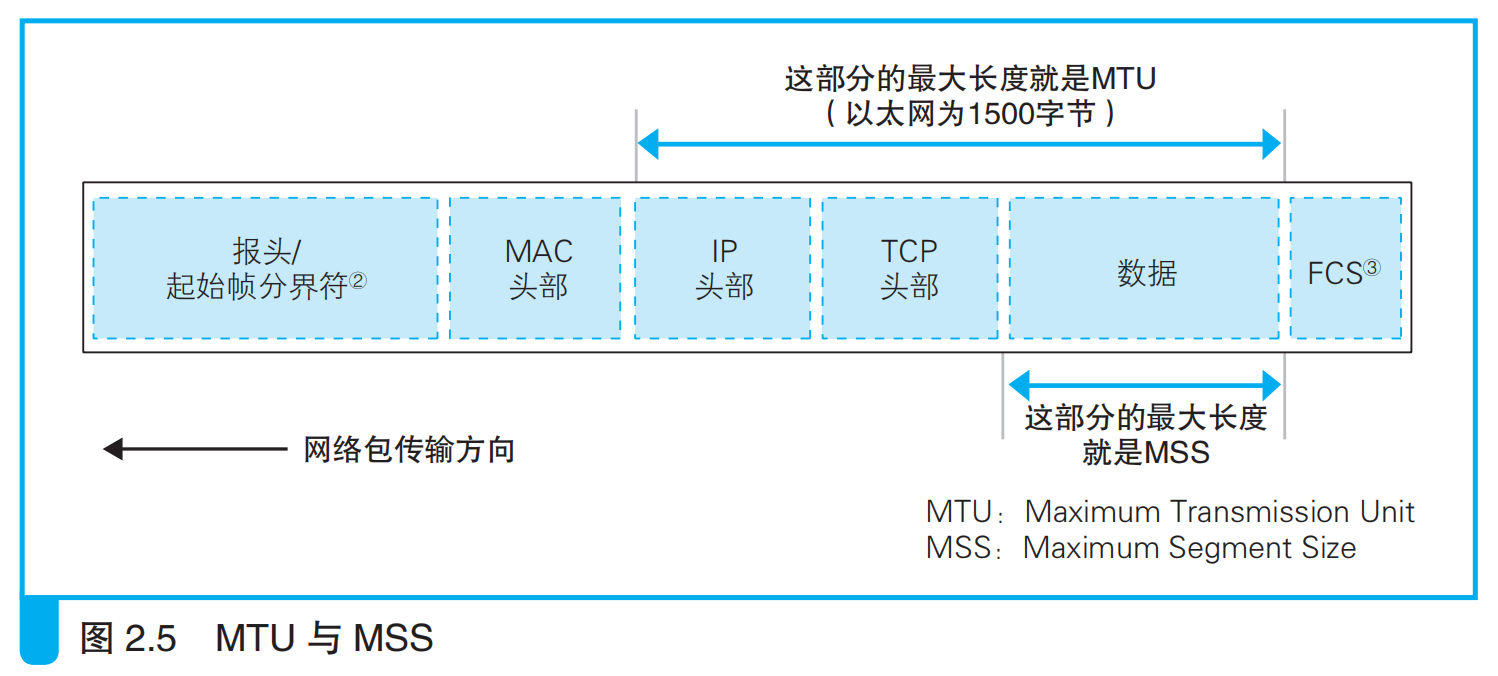 这部分的最大长度就是MTU
（以太网为1500字节）
报头/
起始帧分界符②
MAC
头部
IP
头部
TCP
头部
数据
FCS③
这部分的最大长度
就是MSS
网络包传输方向
MTU：Maximum Transmission Unit
MSS：Maximum Segment Size
图 2.5 MTU 与 MSS